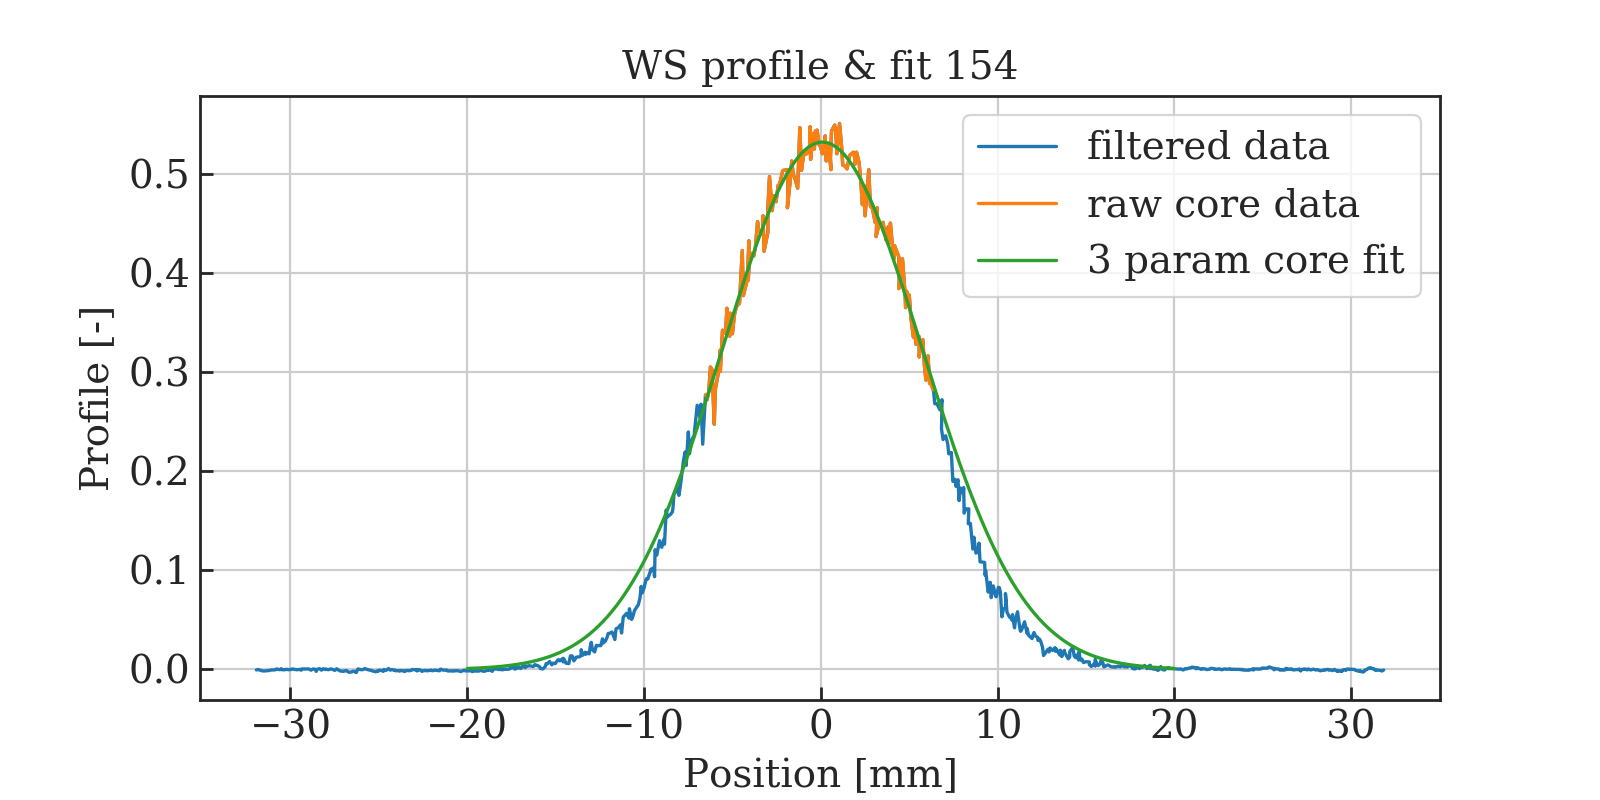 WS profile & fit 154
filtered data
raw core data
3 param core fit
Profile [-]
0.5
0.4
0.3
0.2
0.1
0.0
−30
−20
−10
0
10
20
30
Position [mm]